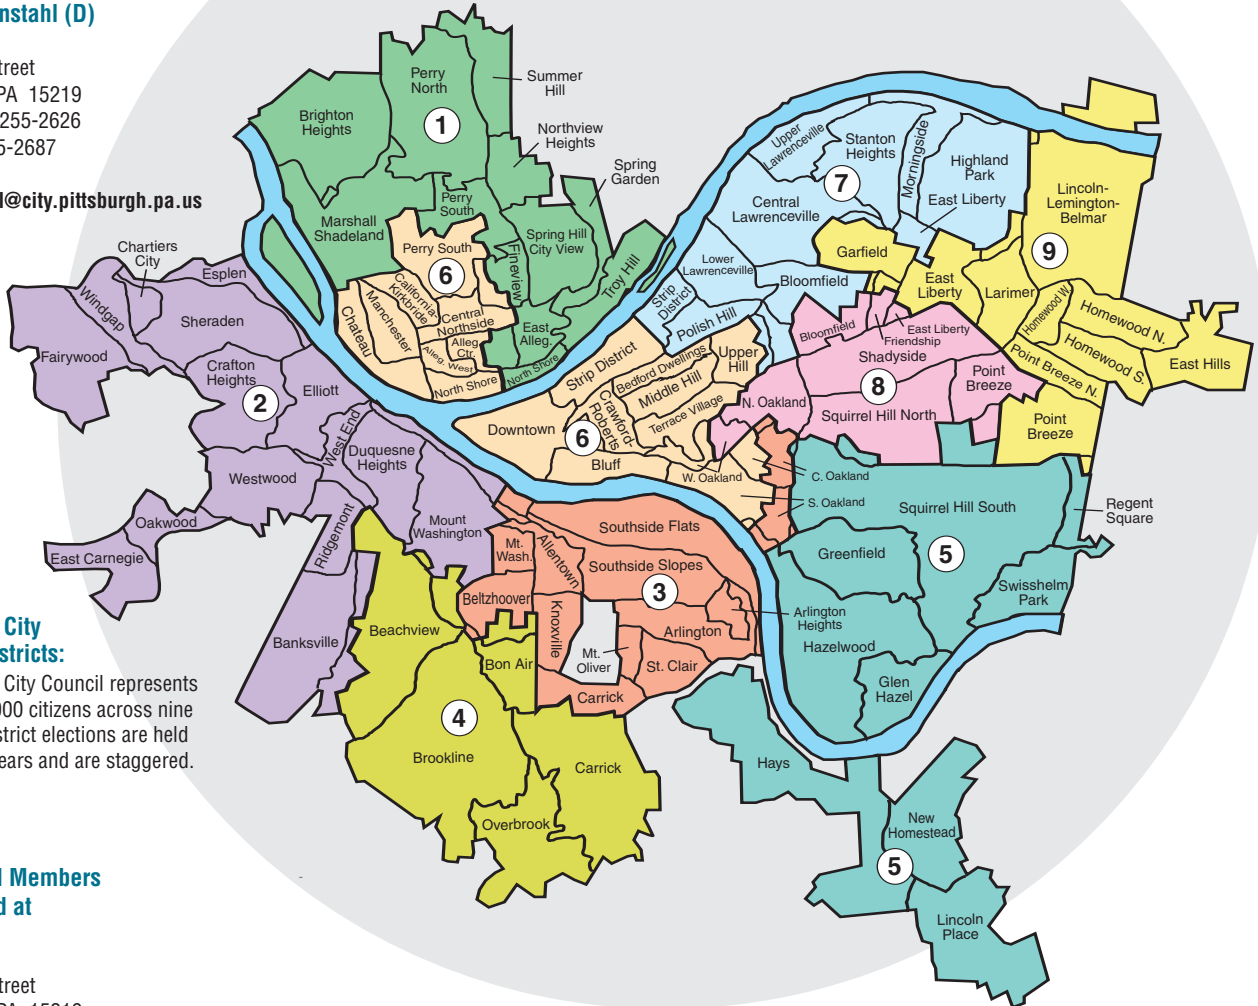 nstahl (D)
treet
PA 15219
255-2626
5-2687
l@city.pittsburgh.pa.us
City
stricts:
City Council represents
000 citizens across nine
strict elections are held
ears and are staggered.
l Members
d at
treet
PA 15219
Perry
North
Summer
Hill
Brighton
Heights
1
Northview
Heights
Spring
Garden
Perry
South
Marshall
Shadeland
Spring Hill
City View
Fineview
Troy Hill
East
Alleg.
North Shore
Perry South
6
California-
Kirkbride
Manchester
Chateau
Central
Northside
Alleg.
Ctr.
Alleg. West
North Shore
Chartiers
City
Esplen
Windgap
Sheraden
Fairywood
Crafton
Heights
2
Elliott
West End
Duquesne
Heights
Westwood
Oakwood
East Carnegie
Ridgemont
Mount
Washington
Banksville
Upper
Lawrenceville
Stanton
Heights
Morningside
Highland
Park
7
Central
Lawrenceville
East Liberty
Lower
Lawrenceville
Bloomfield
Strip
District
Polish Hill
Garfield
Lincoln-
Lemington-
Belmar
9
East
Liberty
Larimer
Homewood W.
Homewood N.
Homewood S.
East Hills
Point Breeze N.
Point
Breeze
Bloomfield
East Liberty
Friendship
Shadyside
8
Point
Breeze
Squirrel Hill North
N. Oakland
Strip District
Bedford Dwellings
Upper
Hill
Middle Hill
Crawford-
Roberts
Terrace Village
Downtown
6
Bluff
W. Oakland
C. Oakland
S. Oakland
Squirrel Hill South
Regent
Square
Greenfield
5
Swisshelm
Park
Hazelwood
Glen
Hazel
Southside Flats
Mt.
Wash.
Allentown
Southside Slopes
3
Beltzhoover
Knoxville
Arlington
Heights
Arlington
Mt.
Oliver
St. Clair
Carrick
Beachview
Bon Air
4
Brookline
Carrick
Overbrook
Hays
New
Homestead
5
Lincoln
Place